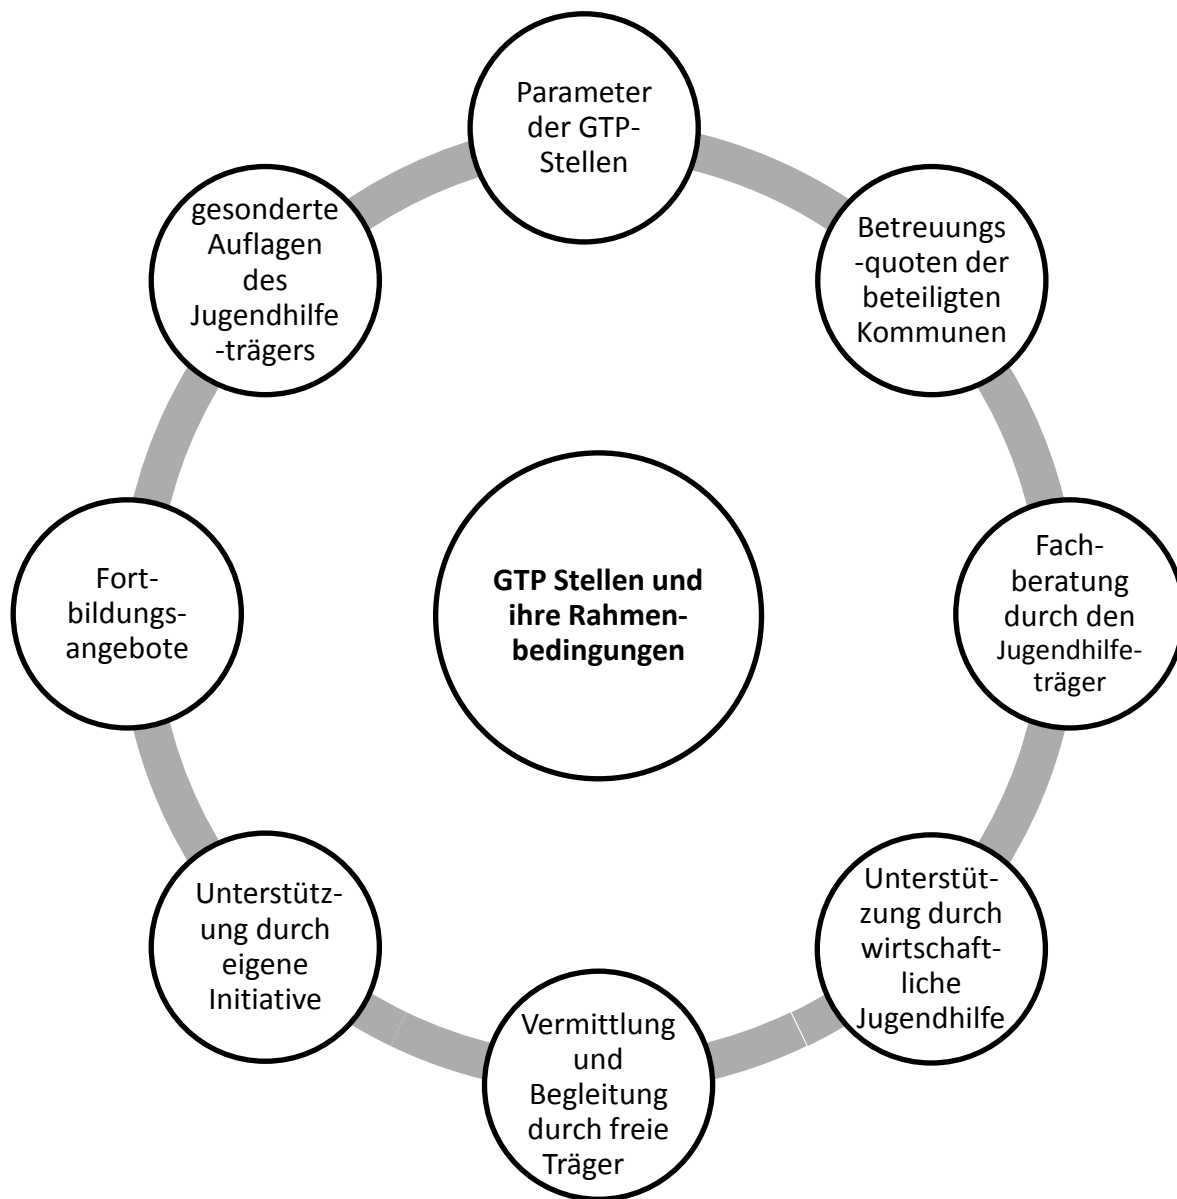 Parameter
der GTP-
Stellen
Betreuungs
-quoten der
beteiligten
Kommunen
Fach-
beratung
durch den
Jugendhilfe-
träger
Unterstüt-
zung durch
wirtschaft-
liche
Jugendhilfe
Vermittlung
und
Begleitung
durch freie
Träger
Unterstütz-
ung durch
eigene
Initiative
Fort-
bildungs-
angebote
gesonderte
Auflagen
des
Jugendhilfe
-trägers
GTP Stellen und
ihre Rahmen-
bedingungen